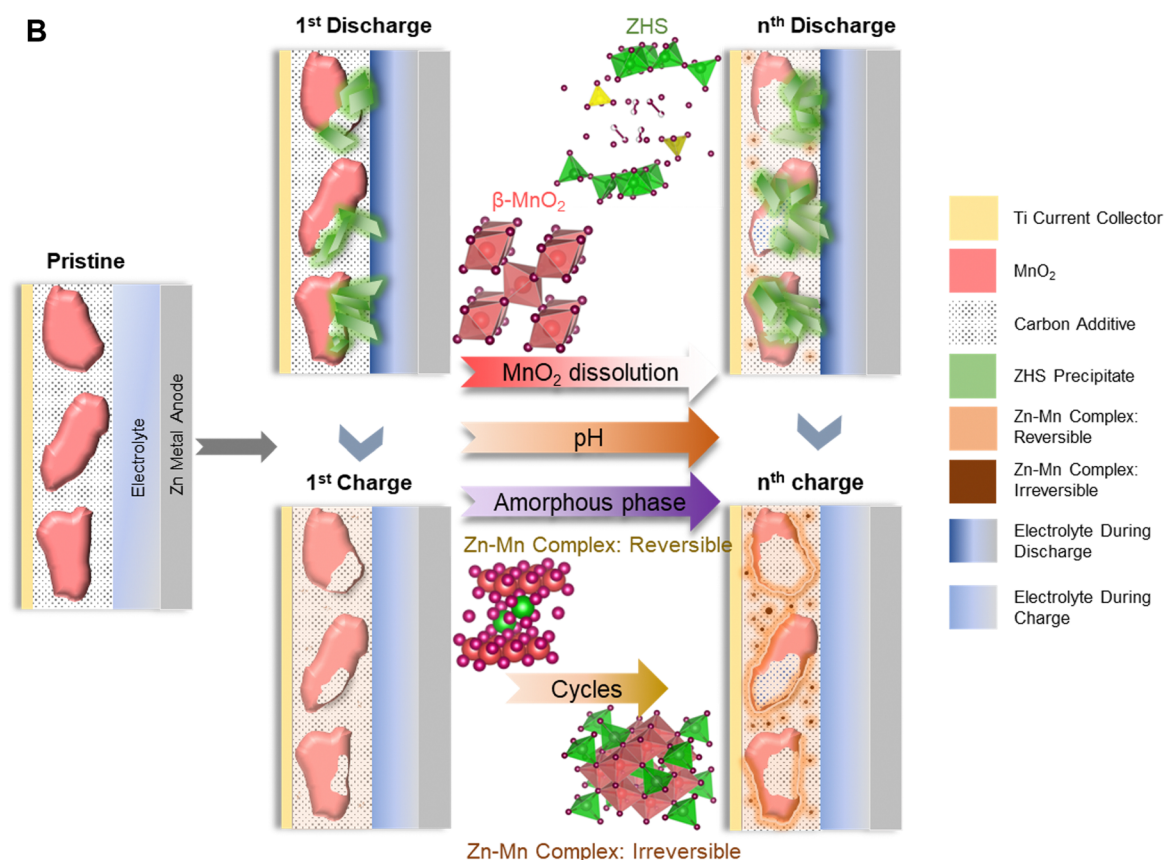 B
1st Discharge
ZHS
nth Discharge
β-MnO2
Pristine
Electrolyte
Zn Metal Anode
MnO2 dissolution
pH
1st Charge
Amorphous phase
nth charge
Zn-Mn Complex: Reversible
Cycles
Zn-Mn Complex: Irreversible
Ti Current Collector
MnO2
Carbon Additive
ZHS Precipitate
Zn-Mn Complex:
Reversible
Zn-Mn Complex:
Irreversible
Electrolyte During
Discharge
Electrolyte During
Charge